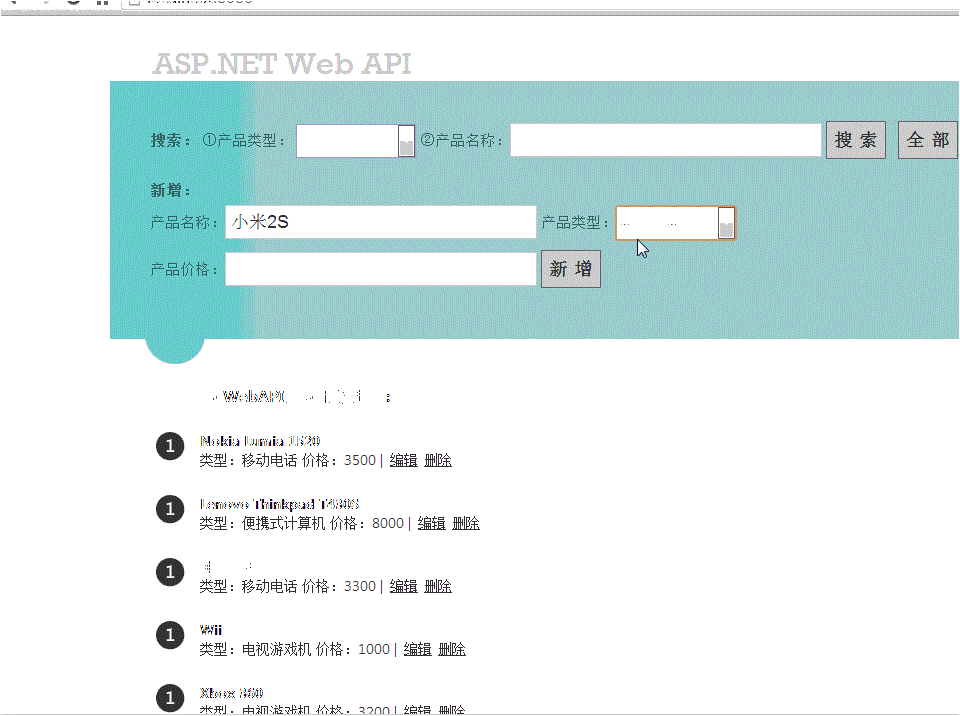 ASP.NET Web API
搜索： ①产品类型： ②产品名称： 搜 索 全 部
新增：
产品名称： 小米2S 产品类型：
产品价格： 新 增
WebAPI
1 Nokia Lumia 1520
类型：移动电话 价格：3500 | 编辑 删除
1 Lenovo Thinkpad T430S
类型：便携式计算机 价格：8000 | 编辑 删除
1
类型：移动电话 价格：3300 | 编辑 删除
1 Wii
类型：电视游戏机 价格：1000 | 编辑 删除
1 Xbox 360
类型：电视游戏机 价格：3200 | 编辑 删除